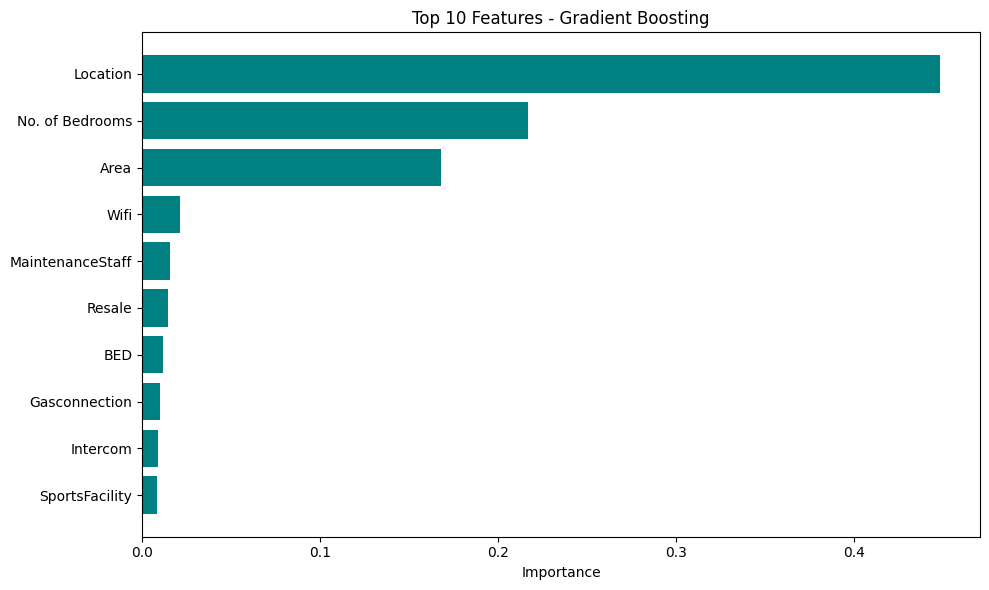 Top 10 Features - Gradient Boosting
Location
No. of Bedrooms
Area
Wifi
MaintenanceStaff
Resale
BED
Gasconnection
Intercom
SportsFacility
0.0 0.1 0.2 0.3 0.4
Importance